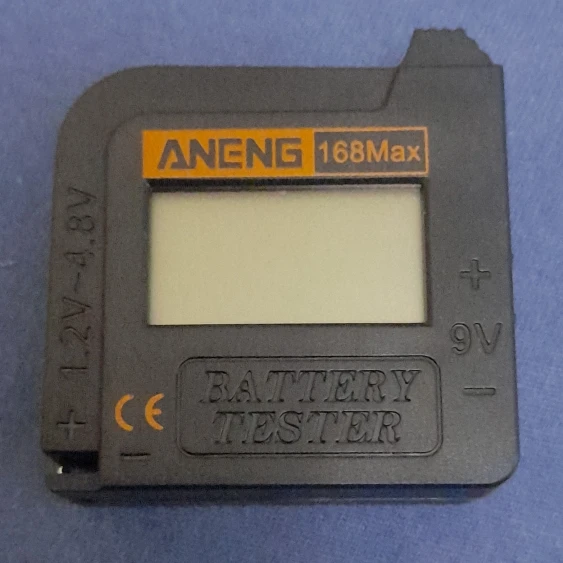 ANENG 168Max
+ 1.2V~4.8V
+
9V
−
BATTERY
TESTER
CE
−